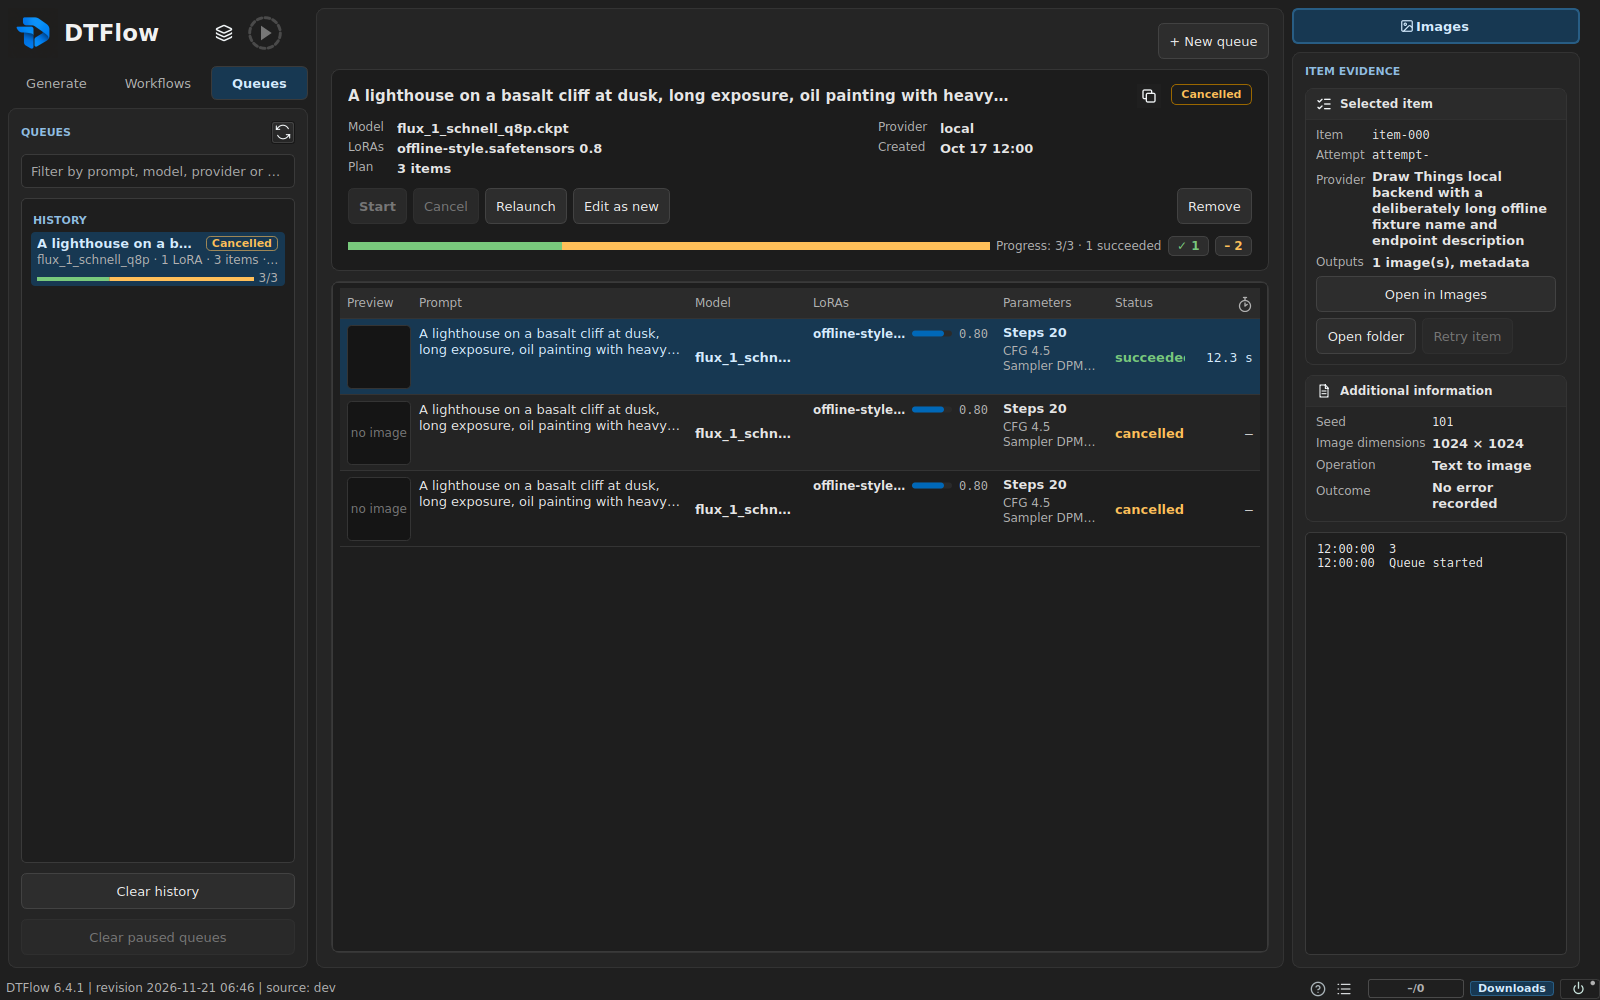 DTFlow
Generate
Workflows
Queues
QUEUES
Filter by prompt, model, provider or …
HISTORY
A lighthouse on a b…
Cancelled
flux_1_schnell_q8p · 1 LoRA · 3 items ·…
3/3
Clear history
Clear paused queues
+ New queue
A lighthouse on a basalt cliff at dusk, long exposure, oil painting with heavy…
Cancelled
Model flux_1_schnell_q8p.ckpt
Provider local
LoRAs offline-style.safetensors 0.8
Created Oct 17 12:00
Plan 3 items
Start
Cancel
Relaunch
Edit as new
Remove
Progress: 3/3 · 1 succeeded
✓ 1
– 2
Preview Prompt Model LoRAs Parameters Status
A lighthouse on a basalt cliff at dusk,
long exposure, oil painting with heavy…
flux_1_schn…
offline-style… 0.80
Steps 20
CFG 4.5
Sampler DPM…
succeeded
12.3 s
no image
A lighthouse on a basalt cliff at dusk,
long exposure, oil painting with heavy…
flux_1_schn…
offline-style… 0.80
Steps 20
CFG 4.5
Sampler DPM…
cancelled
–
no image
A lighthouse on a basalt cliff at dusk,
long exposure, oil painting with heavy…
flux_1_schn…
offline-style… 0.80
Steps 20
CFG 4.5
Sampler DPM…
cancelled
–
Images
ITEM EVIDENCE
Selected item
Item item-000
Attempt attempt-
Provider Draw Things local
backend with a
deliberately long offline
fixture name and
endpoint description
Outputs 1 image(s), metadata
Open in Images
Open folder
Retry item
Additional information
Seed 101
Image dimensions 1024 × 1024
Operation Text to image
Outcome No error
recorded
12:00:00 3
12:00:00 Queue started
DTFlow 6.4.1 | revision 2026-11-21 06:46 | source: dev
–/0
Downloads